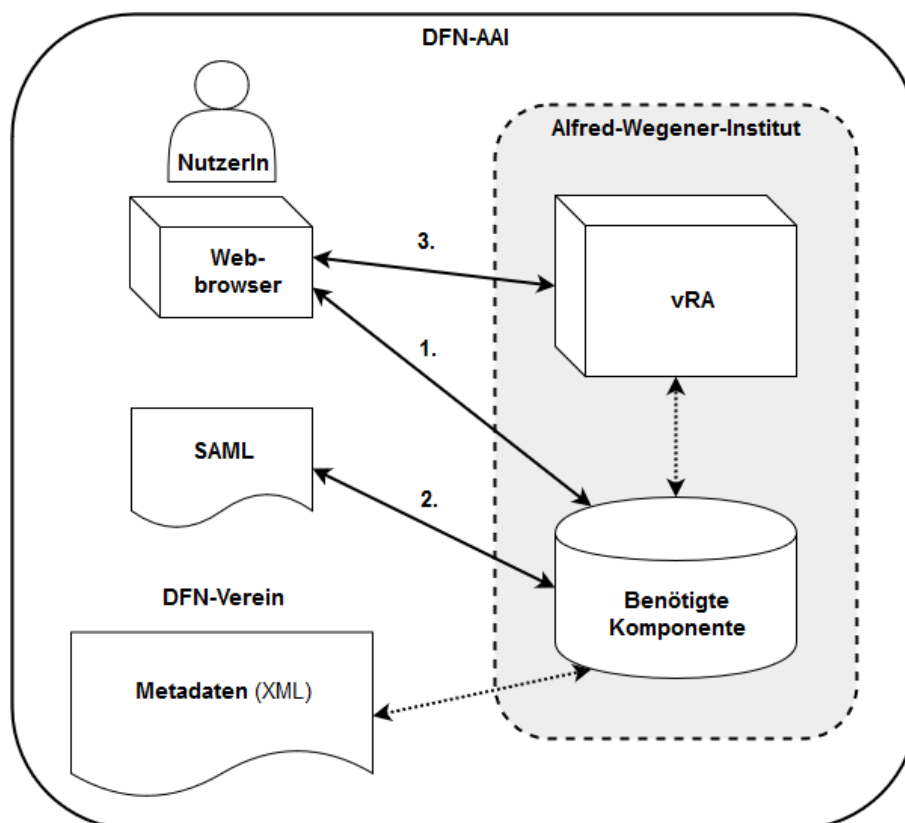 DFN-AAI
Alfred-Wegener-Institut
NutzerIn
Web-
browser
3.
vRA
1.
SAML
2.
DFN-Verein
Benötigte
Komponente
Metadaten (XML)